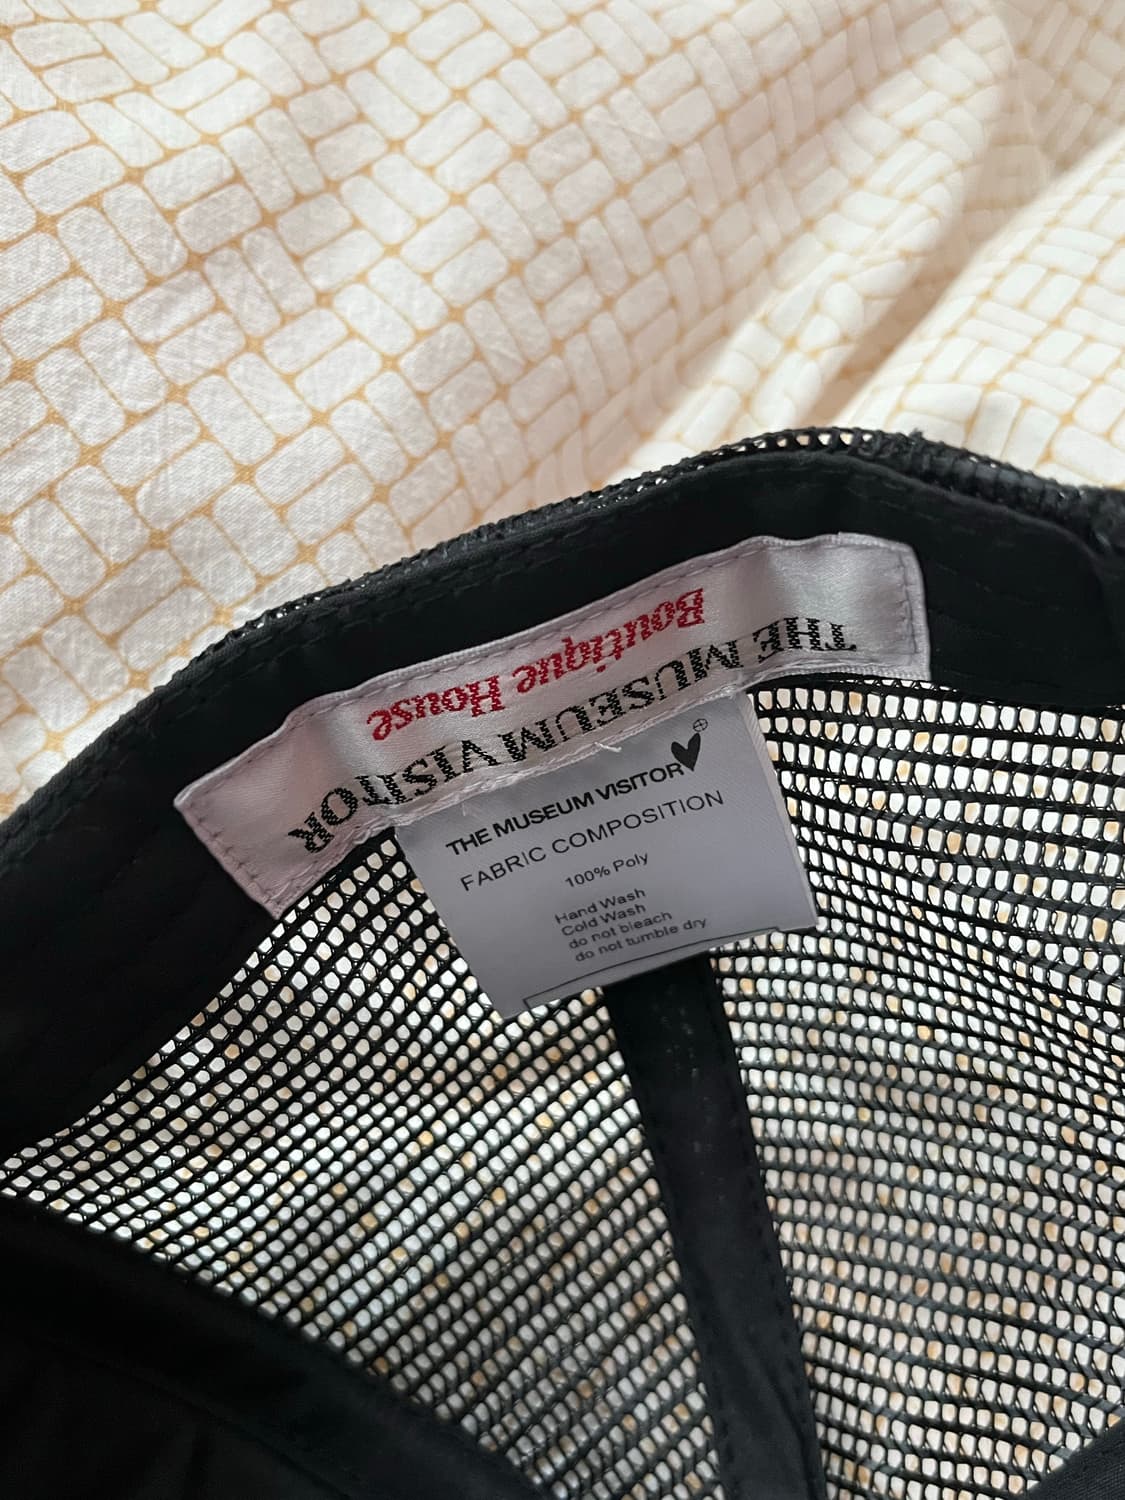 THE MUSEUM VISITOR
Boutique House
THE MUSEUM VISITOR
FABRIC COMPOSITION
100% Poly
Hand Wash
Cold Wash
do not bleach
do not tumble dry